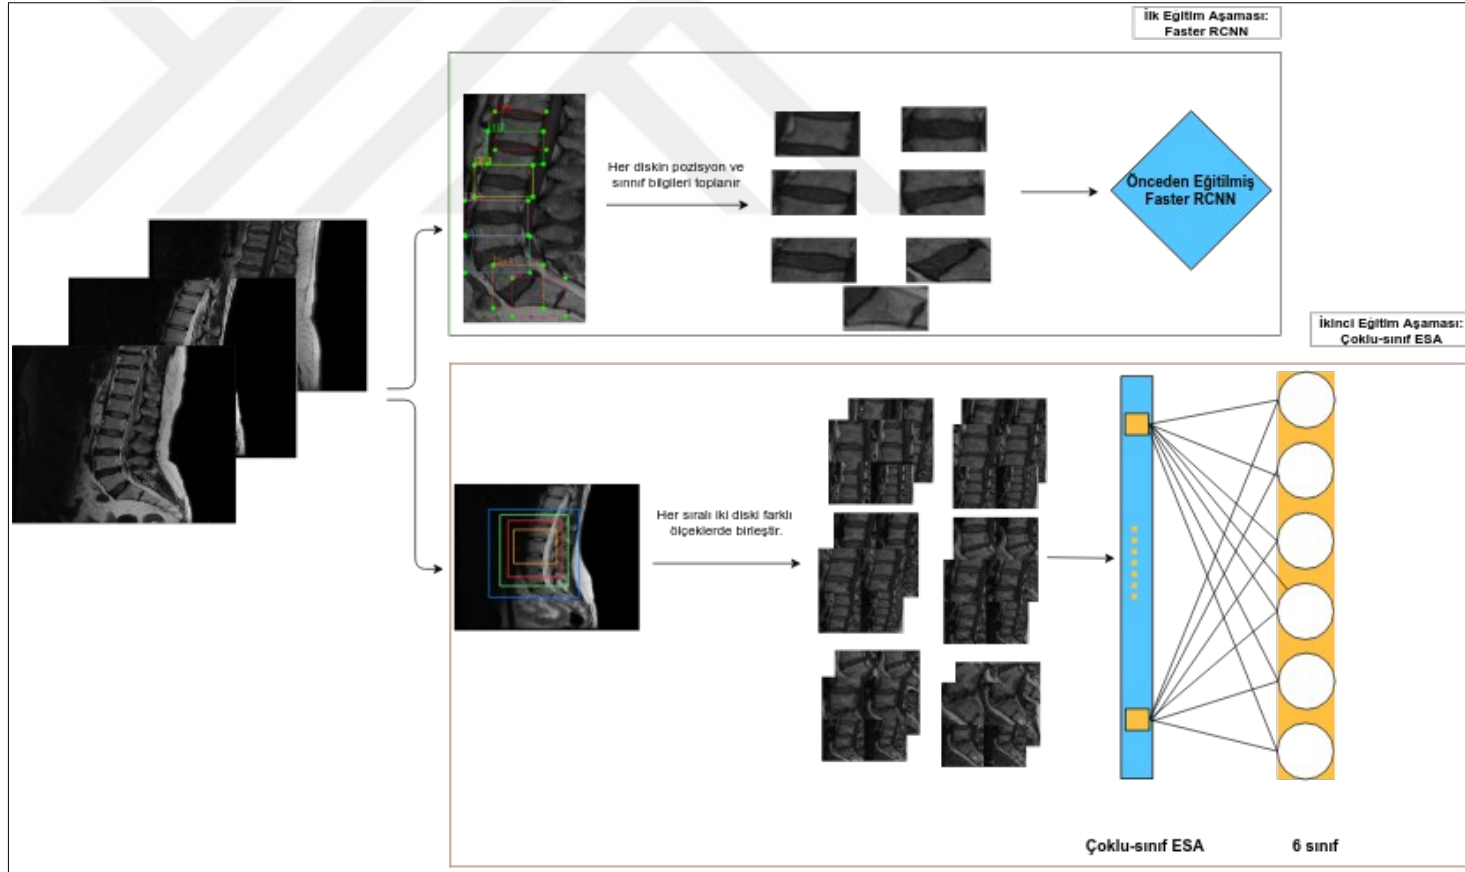 İlk Eğitim Aşaması:
Faster RCNN
Her diskin pozisyon ve
sınnıf bilgileri toplanır
Önceden Eğitilmiş
Faster RCNN
İkinci Eğitim Aşaması:
Çoklu-sınıf ESA
Her sıralı iki diski farklı
ölçeklerde birleştir.
Çoklu-sınıf ESA
6 sınıf